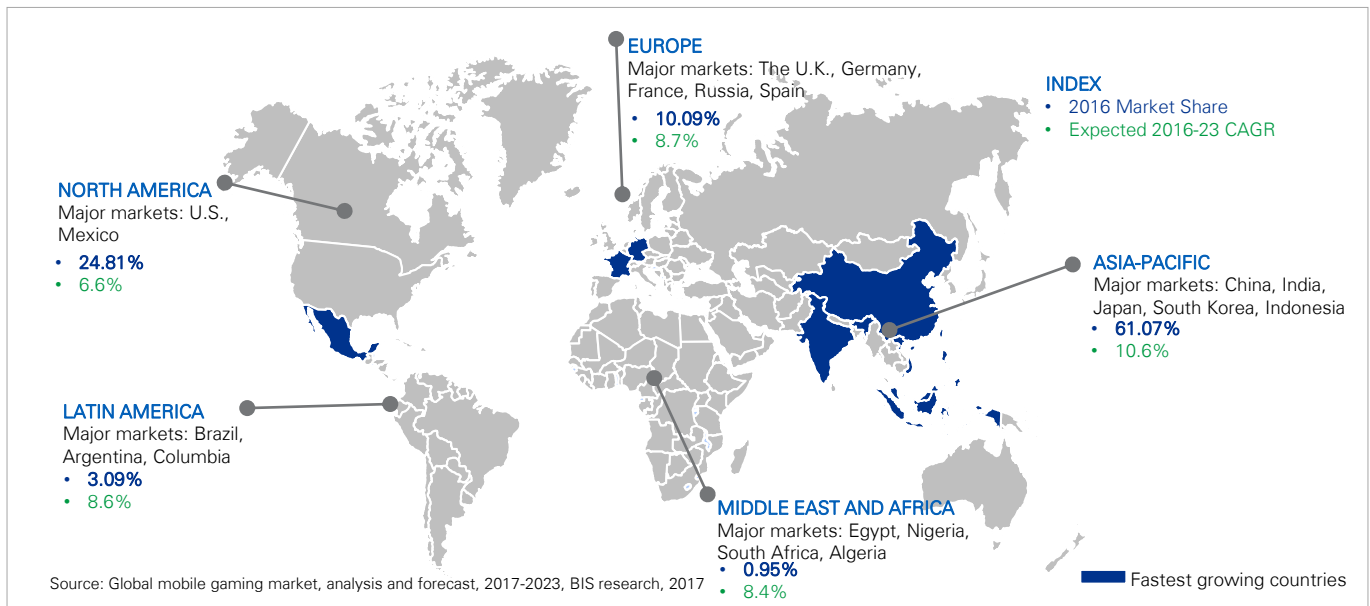 EUROPE
Major markets: The U.K., Germany,
France, Russia, Spain
• 10.09%
• 8.7%
INDEX
• 2016 Market Share
• Expected 2016-23 CAGR
NORTH AMERICA
Major markets: U.S.,
Mexico
• 24.81%
• 6.6%
ASIA-PACIFIC
Major markets: China, India,
Japan, South Korea, Indonesia
• 61.07%
• 10.6%
LATIN AMERICA
Major markets: Brazil,
Argentina, Columbia
• 3.09%
• 8.6%
MIDDLE EAST AND AFRICA
Major markets: Egypt, Nigeria,
South Africa, Algeria
• 0.95%
• 8.4%
Source: Global mobile gaming market, analysis and forecast, 2017-2023, BIS research, 2017
Fastest growing countries